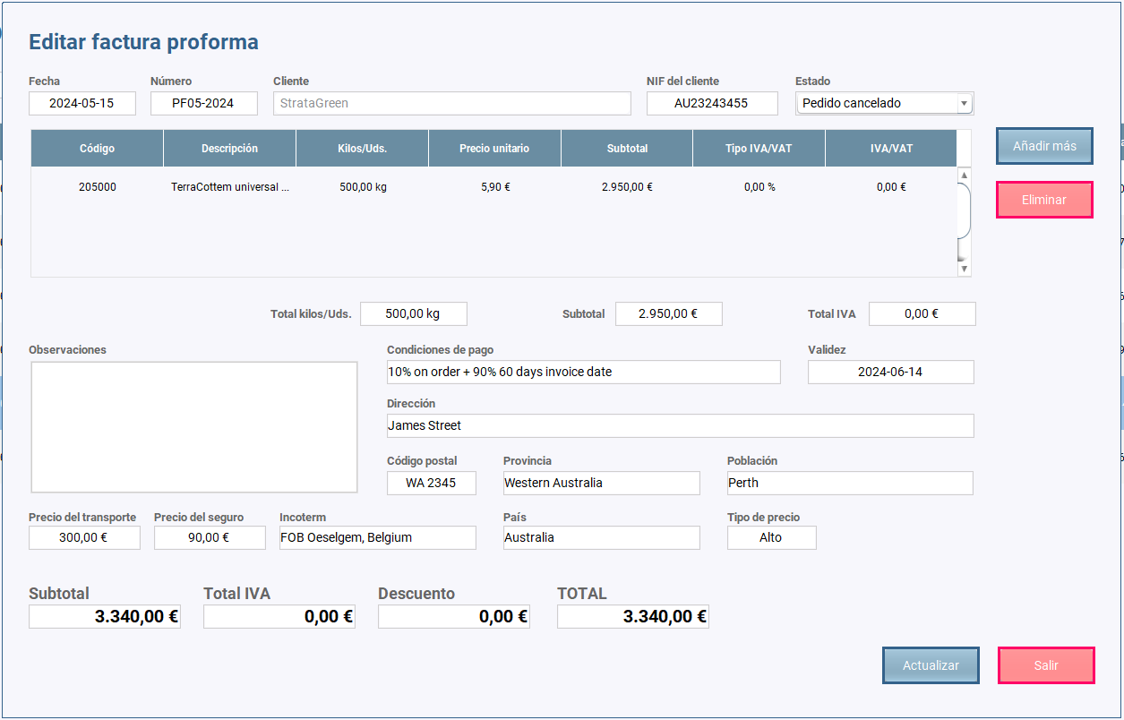 Editar factura proforma
Fecha Número Cliente NIF del cliente Estado
2024-05-15 PF05-2024 StrataGreen AU23243455 Pedido cancelado
Código Descripción Kilos/Uds. Precio unitario Subtotal Tipo IVA/VAT IVA/VAT Añadir más
205000 TerraCottem universal ... 500,00 kg 5,90 € 2.950,00 € 0,00 % 0,00 € Eliminar
Total kilos/Uds. 500,00 kg Subtotal 2.950,00 € Total IVA 0,00 €
Observaciones Condiciones de pago Validez
10% on order + 90% 60 days invoice date 2024-06-14
Dirección
James Street
Código postal Provincia Población
WA 2345 Western Australia Perth
Precio del transporte Precio del seguro Incoterm País Tipo de precio
300,00 € 90,00 € FOB Oeselgem, Belgium Australia Alto
Subtotal Total IVA Descuento TOTAL
3.340,00 € 0,00 € 0,00 € 3.340,00 €
Actualizar Salir